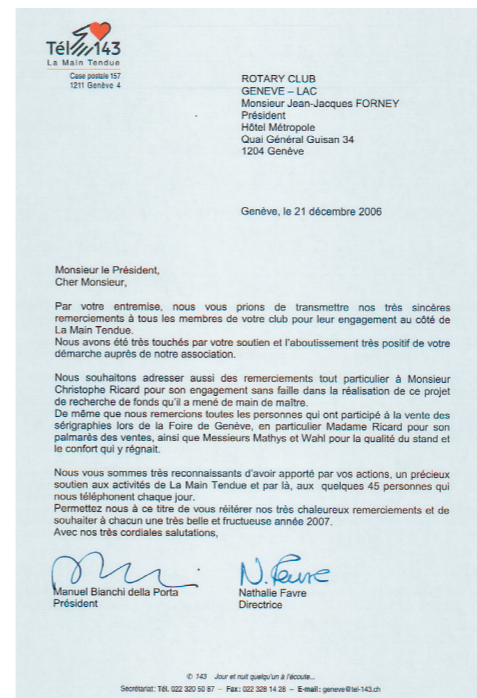 Tél 143
La Main Tendue
Case postale 157
1211 Genève 4
ROTARY CLUB
GENEVE – LAC
Monsieur Jean-Jacques FORNEY
Président
Hôtel Métropole
Quai Général Guisan 34
1204 Genève
Genève, le 21 décembre 2006
Monsieur le Président,
Cher Monsieur,
Par votre entremise, nous vous prions de transmettre nos très sincères
remerciements à tous les membres de votre club pour leur engagement au côté de
La Main Tendue.
Nous avons été très touchés par votre soutien et l'aboutissement très positif de votre
démarche auprès de notre association.
Nous souhaitons adresser aussi des remerciements tout particulier à Monsieur
Christophe Ricard pour son engagement sans faille dans la réalisation de ce projet
de recherche de fonds qu'il a mené de main de maître.
De même que nous remercions toutes les personnes qui ont participé à la vente des
sérigraphies lors de la Foire de Genève, en particulier Madame Ricard pour son
palmarès des ventes, ainsi que Messieurs Mathys et Wahl pour la qualité du stand et
le confort qui y régnait.
Nous vous sommes très reconnaissants d'avoir apporté par vos actions, un précieux
soutien aux activités de La Main Tendue et par là, aux quelques 45 personnes qui
nous téléphonent chaque jour.
Permettez nous à ce titre de vous réitérer nos très chaleureux remerciements et de
souhaiter à chacun une très belle et fructueuse année 2007.
Avec nos très cordiales salutations,
N. Favre
Manuel Bianchi della Porta
Président
Nathalie Favre
Directrice
✆ 143 Jour et nuit quelqu'un à l'écoute...
Secrétariat: Tél. 022 320 50 87 – Fax: 022 328 14 28 – E-mail: geneve@tel-143.ch